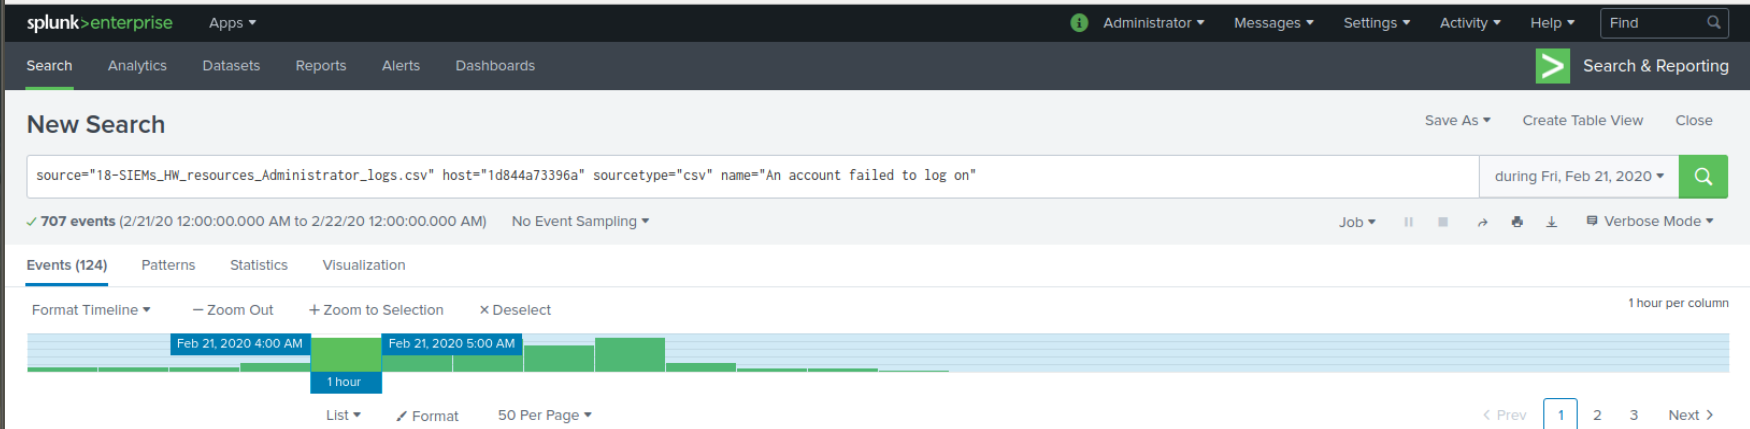 splunk>enterprise Apps Administrator Messages Settings Activity Help Find
Search Analytics Datasets Reports Alerts Dashboards Search & Reporting
New Search Save As Create Table View Close
source="18-SIEMs_HW_resources_Administrator_logs.csv" host="1d844a73396a" sourcetype="csv" name="An account failed to log on" during Fri, Feb 21, 2020
707 events (2/21/20 12:00:00.000 AM to 2/22/20 12:00:00.000 AM) No Event Sampling Job Verbose Mode
Events (124) Patterns Statistics Visualization
Format Timeline — Zoom Out + Zoom to Selection × Deselect 1 hour per column
Feb 21, 2020 4:00 AM Feb 21, 2020 5:00 AM
1 hour
List Format 50 Per Page < Prev 1 2 3 Next >